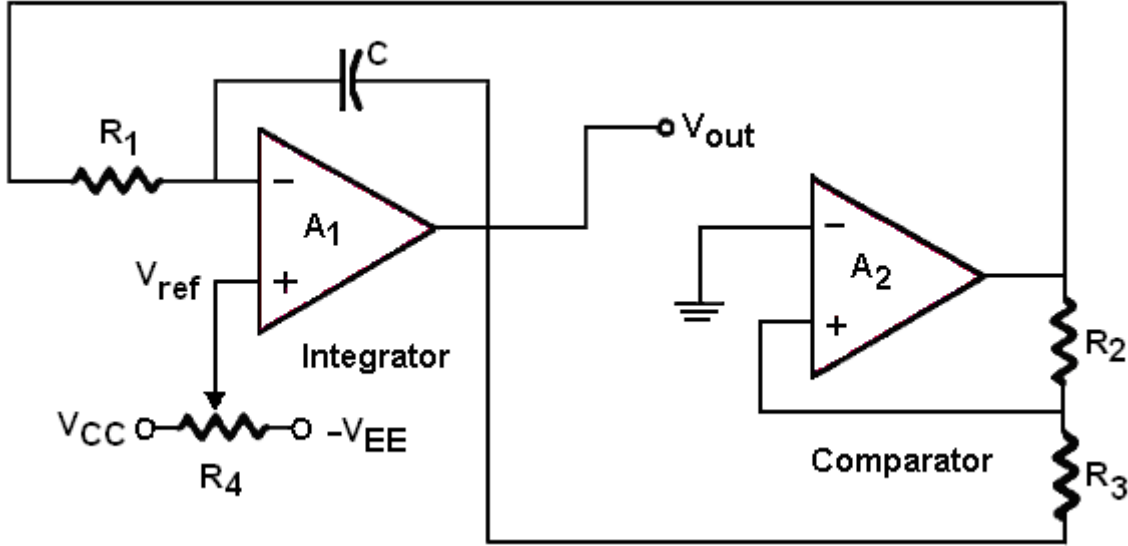 C
R1
Vout
−
A1
−
Vref
+
A2
+
R2
Integrator
VCC
−VEE
Comparator
R3
R4